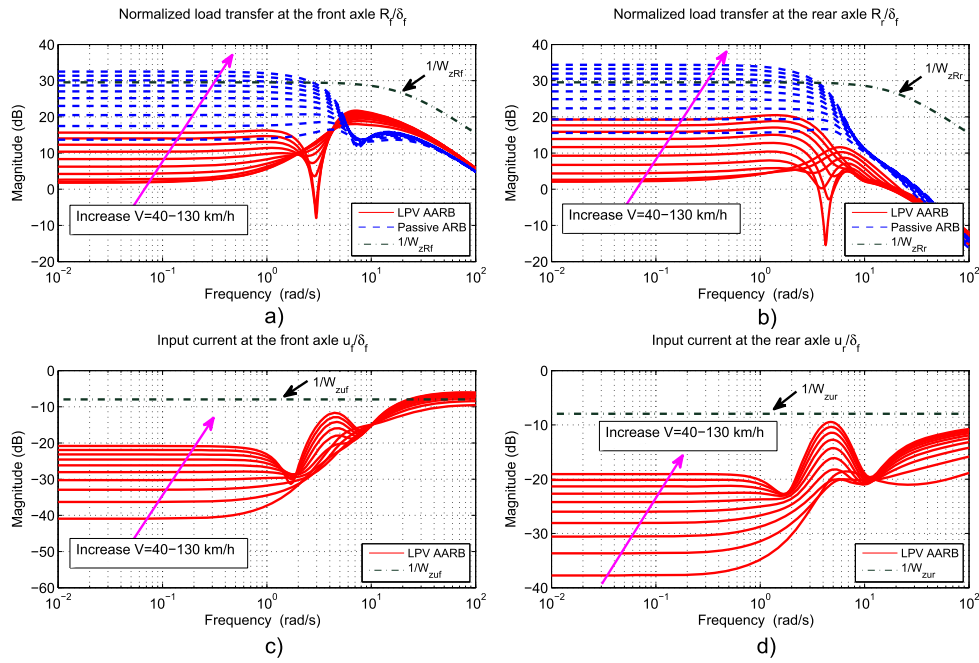 Normalized load transfer at the front axle R_f/δ_f
Magnitude (dB)
40
30
20
10
0
−10
−20
1/W_zRf
Increase V=40−130 km/h
LPV AARB
Passive ARB
1/W_zRf
10^−2
10^−1
10^0
10^1
10^2
Frequency (rad/s)
a)
Normalized load transfer at the rear axle R_r/δ_f
Magnitude (dB)
40
30
20
10
0
−10
−20
1/W_zRr
Increase V=40−130 km/h
LPV AARB
Passive ARB
1/W_zRr
10^−2
10^−1
10^0
10^1
10^2
Frequency (rad/s)
b)
Input current at the front axle u_f/δ_f
Magnitude (dB)
0
−10
−20
−30
−40
−50
−60
1/W_zuf
Increase V=40−130 km/h
LPV AARB
1/W_zuf
10^−2
10^−1
10^0
10^1
10^2
Frequency (rad/s)
c)
Input current at the rear axle u_r/δ_f
Magnitude (dB)
0
−10
−20
−30
−40
1/W_zur
Increase V=40−130 km/h
LPV AARB
1/W_zur
10^−2
10^−1
10^0
10^1
10^2
Frequency (rad/s)
d)